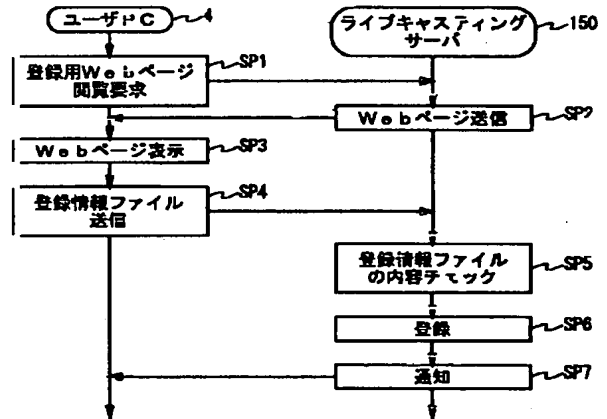 ユーザPC
4
ライブキャスティング
サーバ
150
登録用Webページ
閲覧要求
SP1
Webページ送信
SP2
Webページ表示
SP3
登録情報ファイル
送信
SP4
登録情報ファイル
の内容チェック
SP5
登録
SP6
通知
SP7